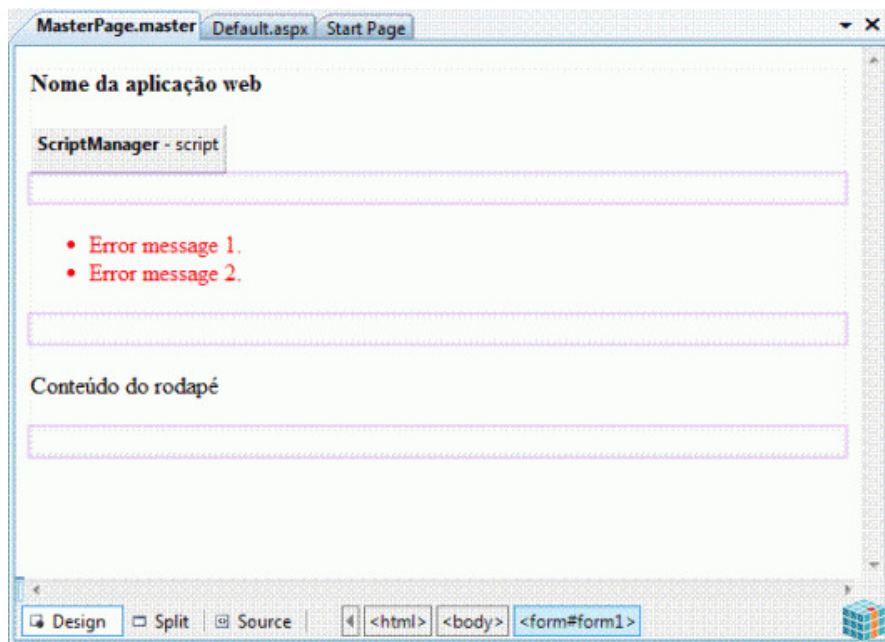 MasterPage.master Default.aspx Start Page
Nome da aplicação web
ScriptManager - script
Error message 1.
Error message 2.
Conteúdo do rodapé
Design Split Source <html> <body> <form#form1>